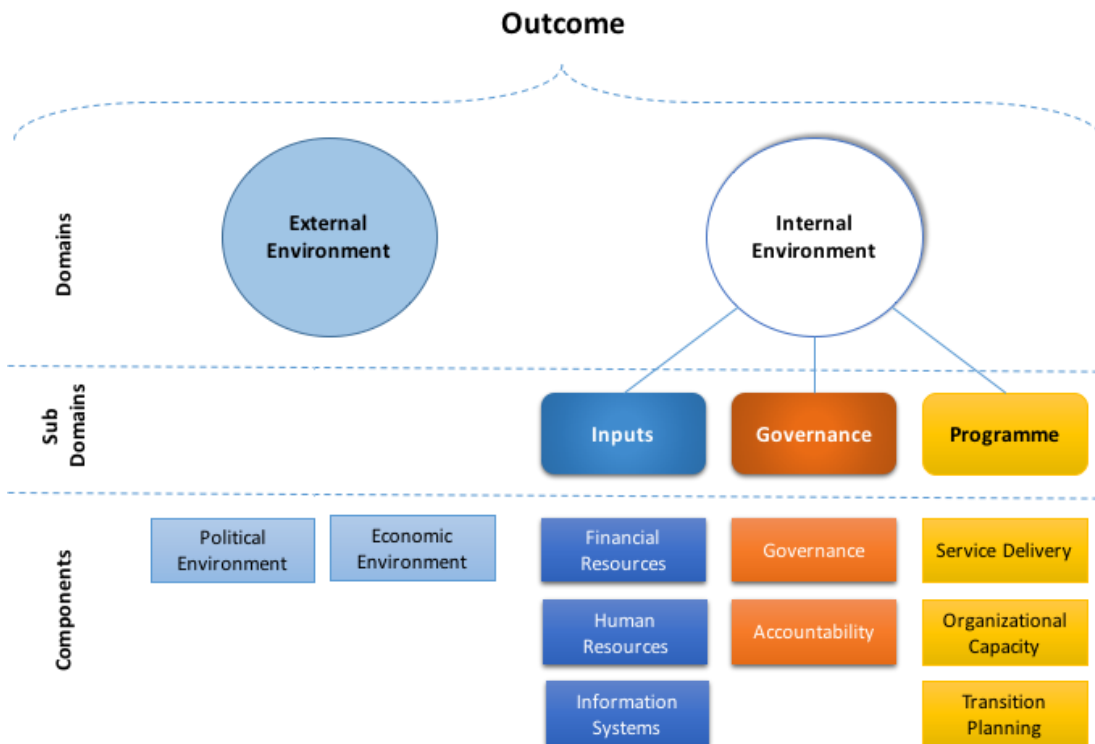 Outcome
Domains
External
Environment
Internal
Environment
Sub
Domains
Inputs
Governance
Programme
Components
Political
Environment
Economic
Environment
Financial
Resources
Governance
Service Delivery
Human
Resources
Accountability
Organizational
Capacity
Information
Systems
Transition
Planning